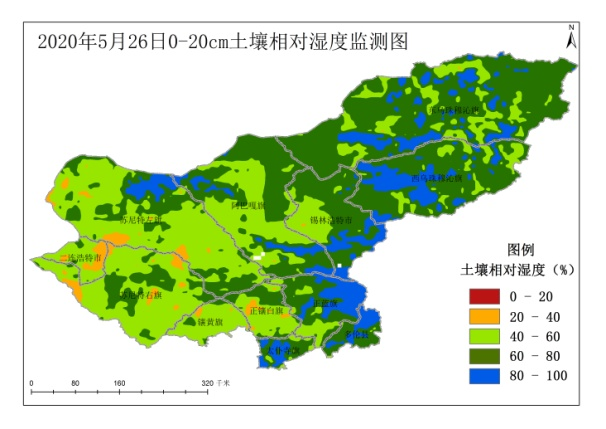 2020年5月26日0-20cm土壤相对湿度监测图
N
东乌珠穆沁旗
西乌珠穆沁旗
阿巴嘎旗
锡林浩特市
苏尼特左旗
二连浩特市
苏尼特右旗
正镶白旗
正蓝旗
镶黄旗
多伦县
太仆寺旗
图例
土壤相对湿度（%）
0 - 20
20 - 40
40 - 60
60 - 80
80 - 100
0 80 160 320 千米